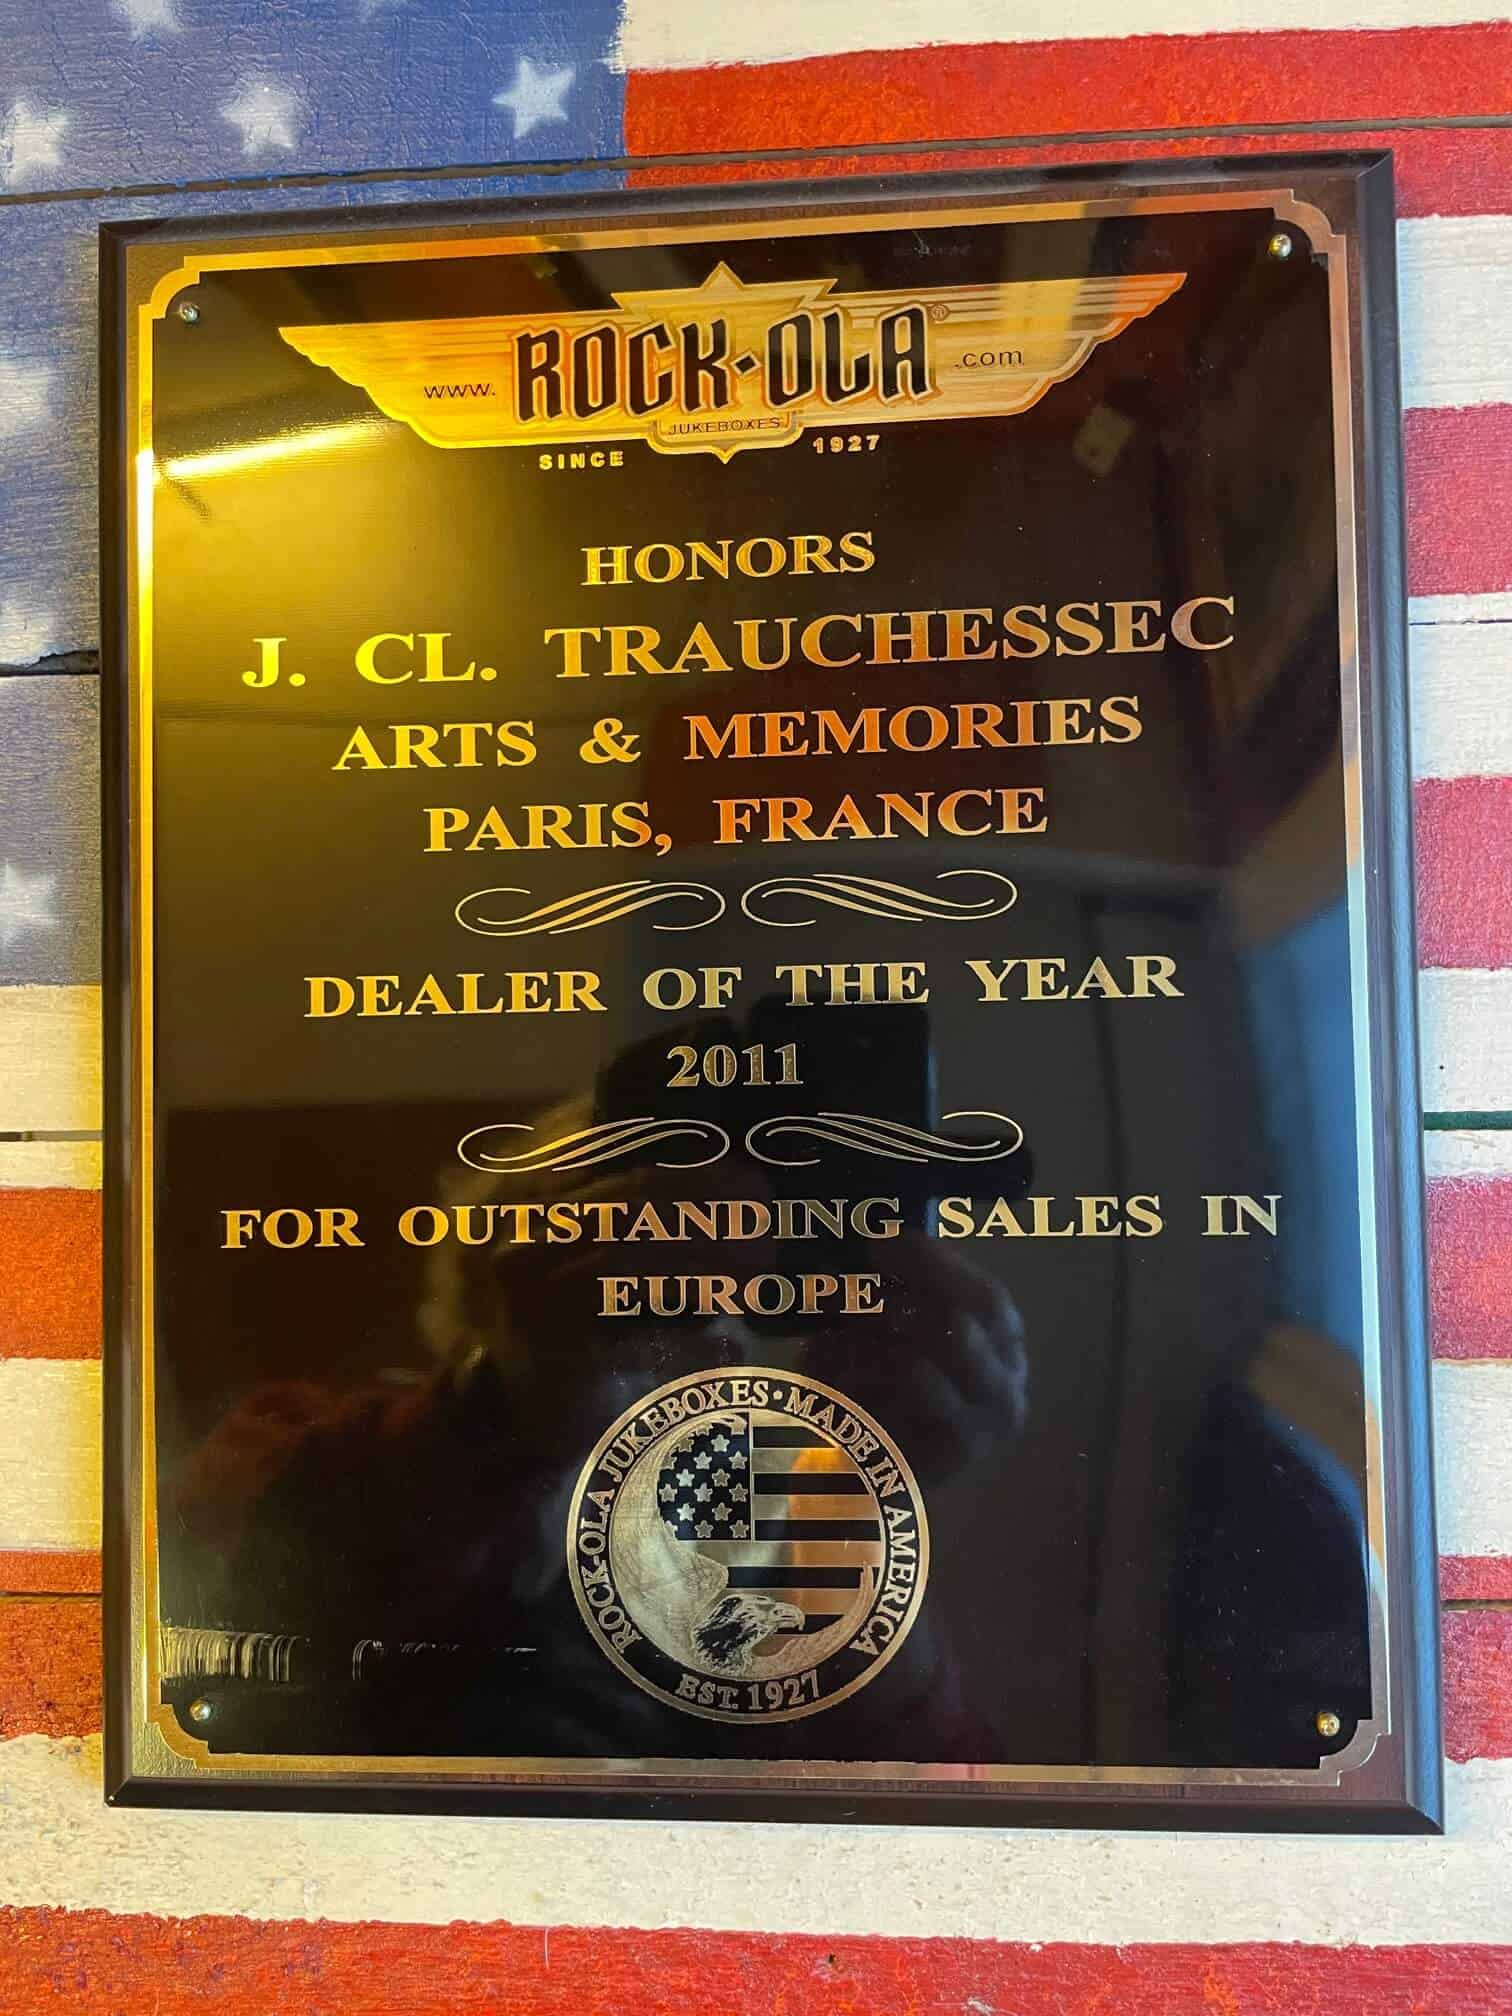 www. ROCK-OLA® .com
JUKEBOXES
SINCE 1927
HONORS
J. CL. TRAUCHESSEC
ARTS & MEMORIES
PARIS, FRANCE
DEALER OF THE YEAR
2011
FOR OUTSTANDING SALES IN
EUROPE
ROCK-OLA JUKEBOXES • MADE IN AMERICA
EST. 1927